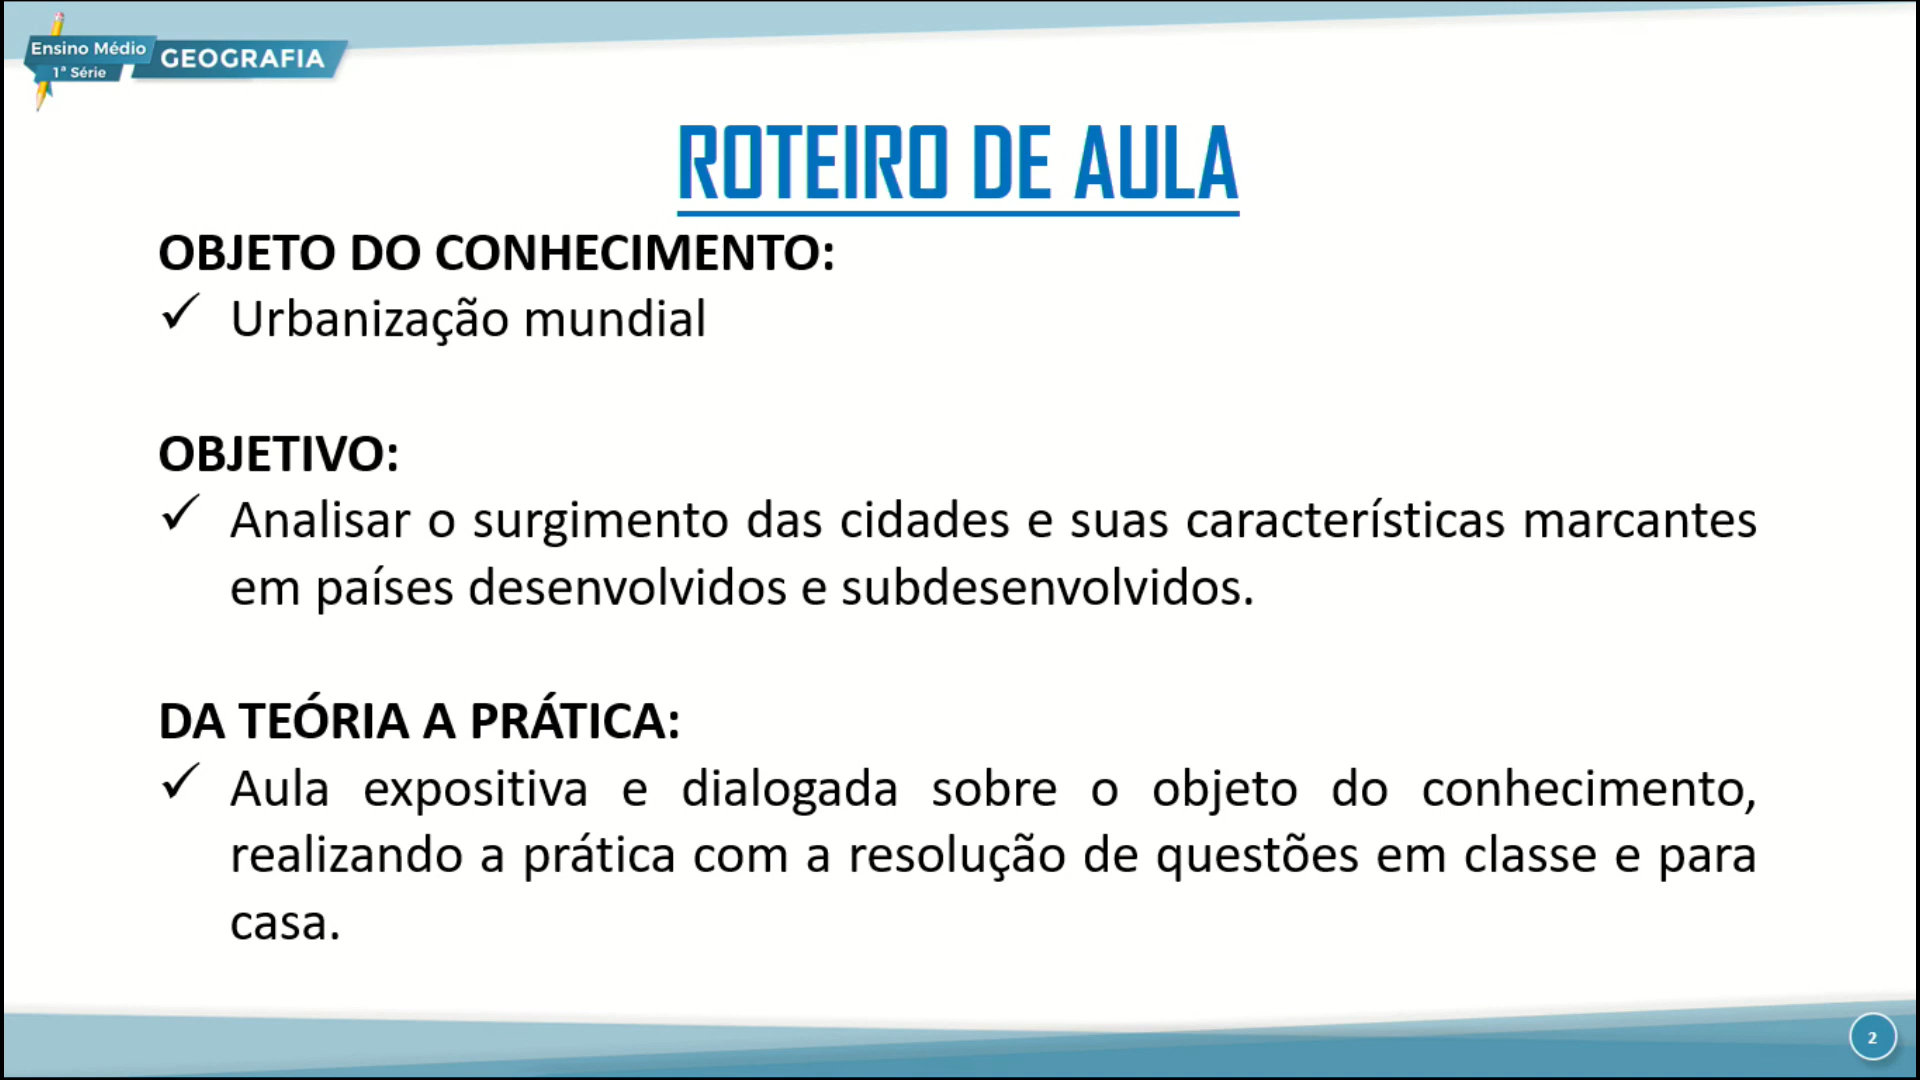 Ensino Médio
1ª Série
GEOGRAFIA
ROTEIRO DE AULA
OBJETO DO CONHECIMENTO:
✓ Urbanização mundial
OBJETIVO:
✓ Analisar o surgimento das cidades e suas características marcantes
em países desenvolvidos e subdesenvolvidos.
DA TEÓRIA A PRÁTICA:
✓ Aula expositiva e dialogada sobre o objeto do conhecimento,
realizando a prática com a resolução de questões em classe e para
casa.
2